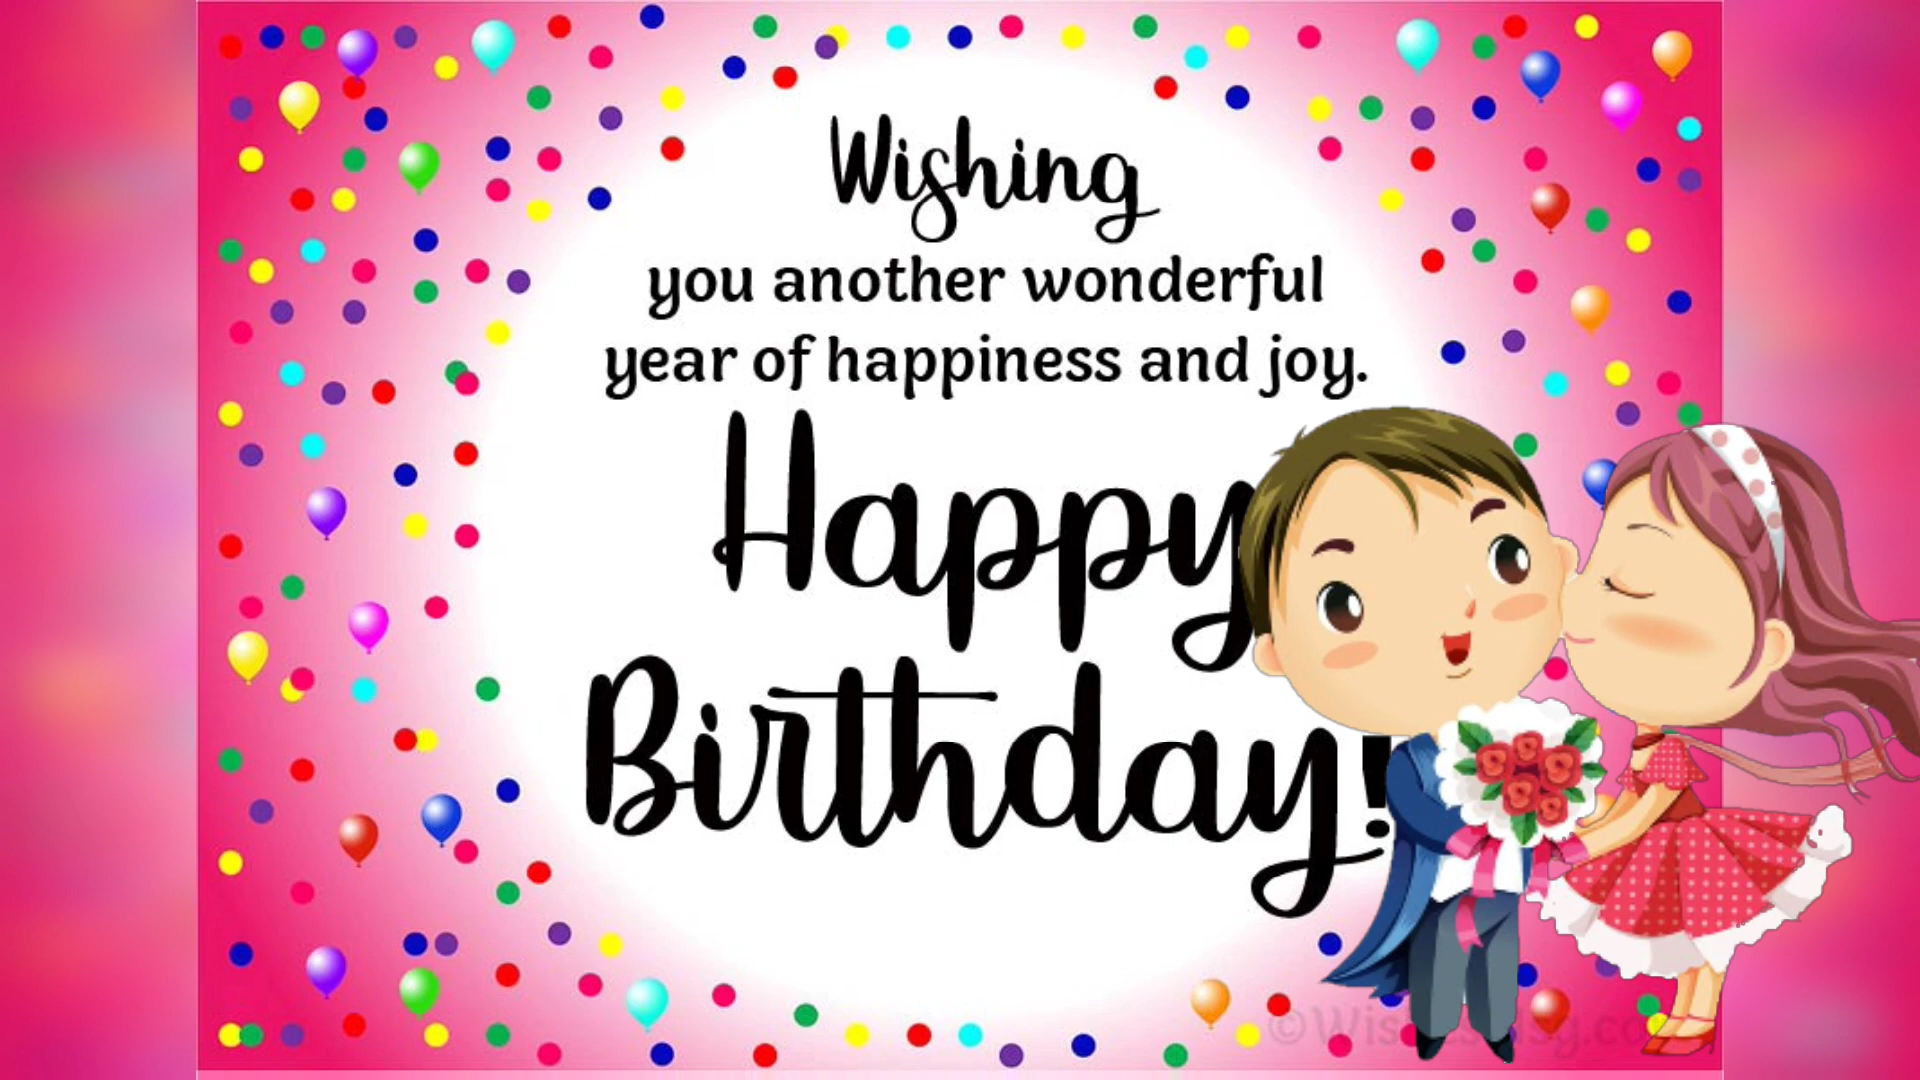 Wishing
you another wonderful
year of happiness and joy.
Happy
Birthday!